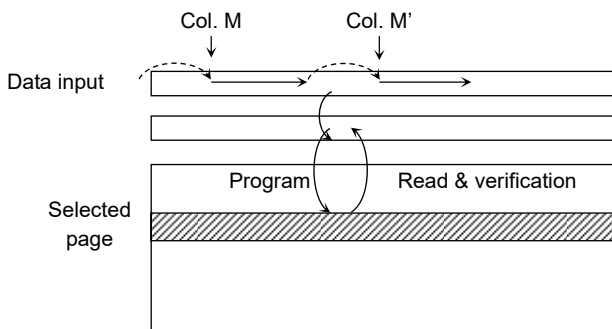 Col. M
Col. M’
Data input
Program
Read & verification
Selected
page